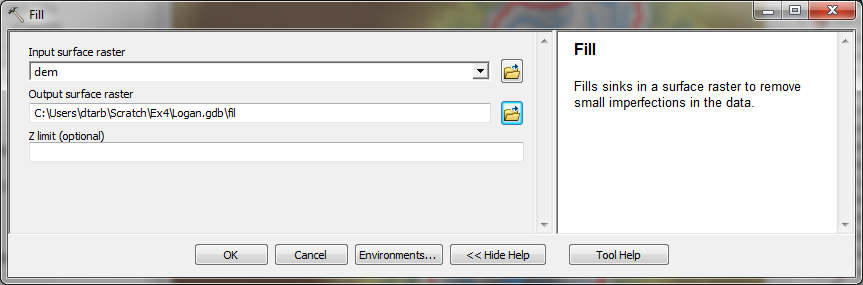 Fill
Input surface raster
dem
Output surface raster
C:\Users\dtarb\Scratch\Ex4\Logan.gdb\fil
Z limit (optional)
Fill
Fills sinks in a surface raster to remove
small imperfections in the data.
OK
Cancel
Environments...
<< Hide Help
Tool Help